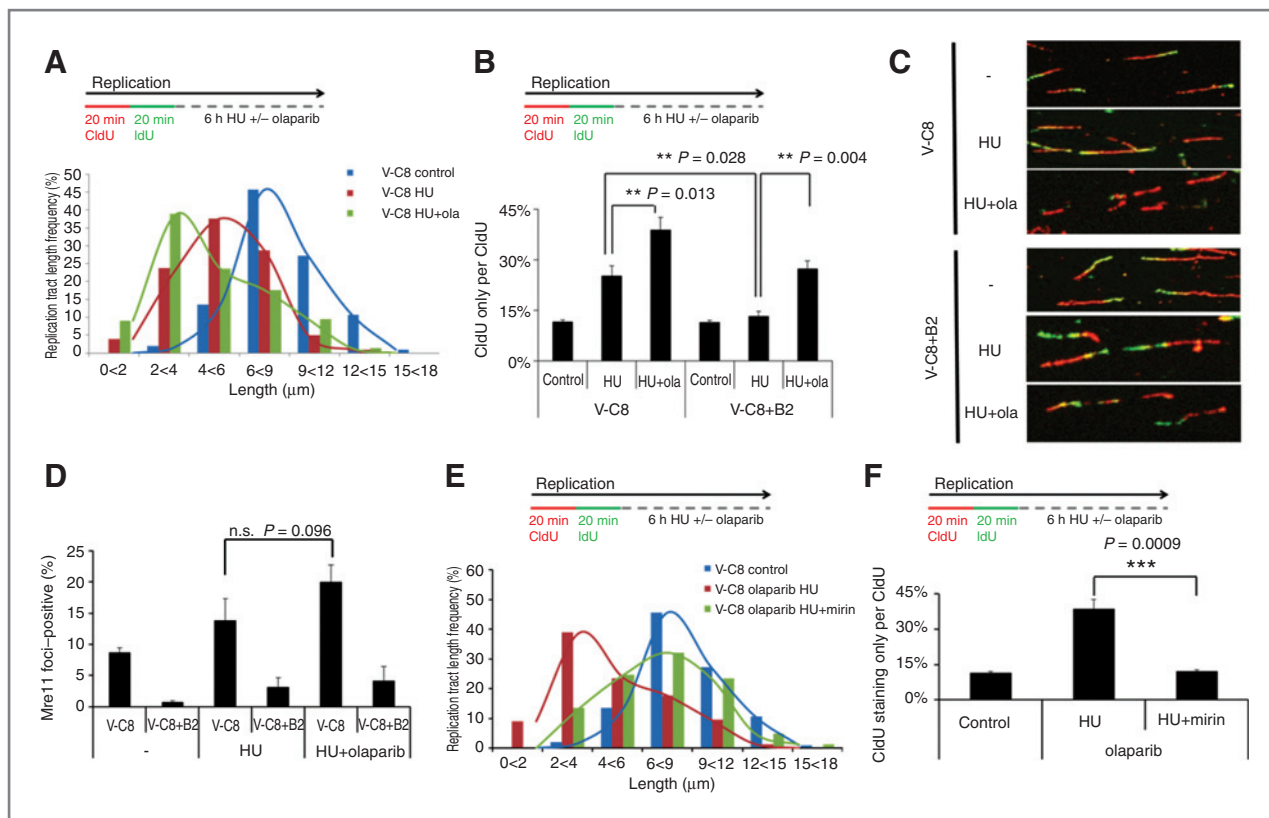 A
Replication
20 min
CldU
20 min
IdU
6 h HU +/– olaparib
V-C8 control
V-C8 HU
V-C8 HU+ola
Replication tract length frequency (%)
50
45
40
35
30
25
20
15
10
5
0
0<2 2<4 4<6 6<9 9<12 12<15 15<18
Length (μm)
B
Replication
20 min
CldU
20 min
IdU
6 h HU +/– olaparib
** P = 0.028
** P = 0.004
** P = 0.013
CldU only per CldU
45%
30%
15%
0%
Control HU HU+ola Control HU HU+ola
V-C8 V-C8+B2
C
V-C8
-
HU
HU+ola
V-C8+B2
-
HU
HU+ola
D
n.s. P = 0.096
Mre11 foci–positive (%)
25
20
15
10
5
0
V-C8 V-C8+B2 V-C8 V-C8+B2 V-C8 V-C8+B2
- HU HU+olaparib
E
Replication
20 min
CldU
20 min
IdU
6 h HU +/– olaparib
V-C8 control
V-C8 olaparib HU
V-C8 olaparib HU+mirin
Replication tract length frequency (%)
60
50
40
30
20
10
0
0<2 2<4 4<6 6<9 9<12 12<15 15<18
Length (μm)
F
Replication
20 min
CldU
20 min
IdU
6 h HU +/– olaparib
P = 0.0009
***
CldU staining only per CldU
45%
30%
15%
0%
Control HU HU+mirin
olaparib